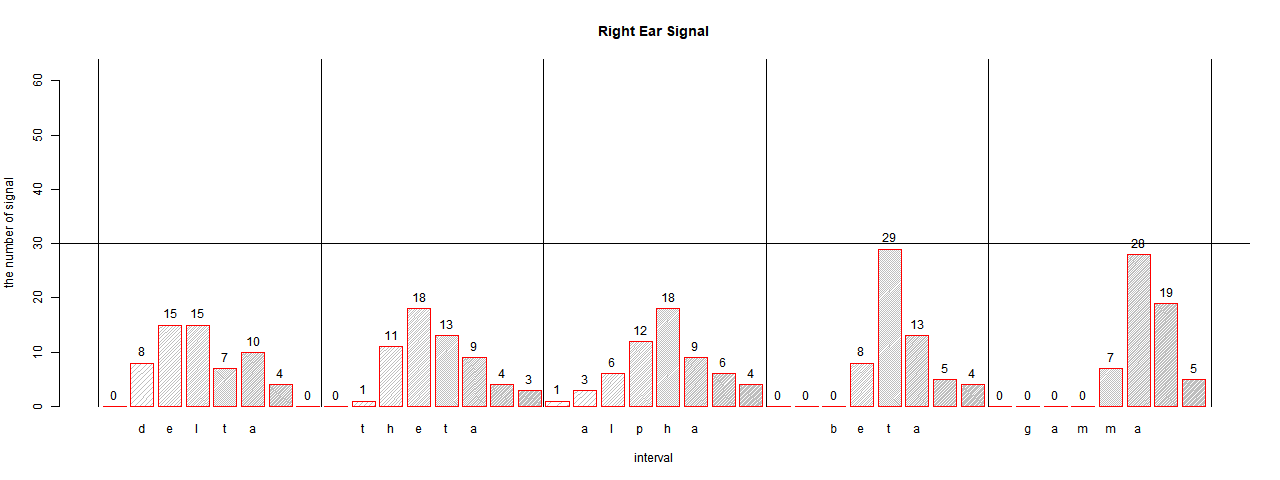 Right Ear Signal
the number of signal
60
50
40
30
20
10
0
0 8 15 15 7 10 4 0 0 1 11 18 13 9 4 3 1 3 6 12 18 9 6 4 0 0 0 8 29 13 5 4 0 0 0 0 7 28 19 5
d e l t a t h e t a a l p h a b e t a g a m m a
interval